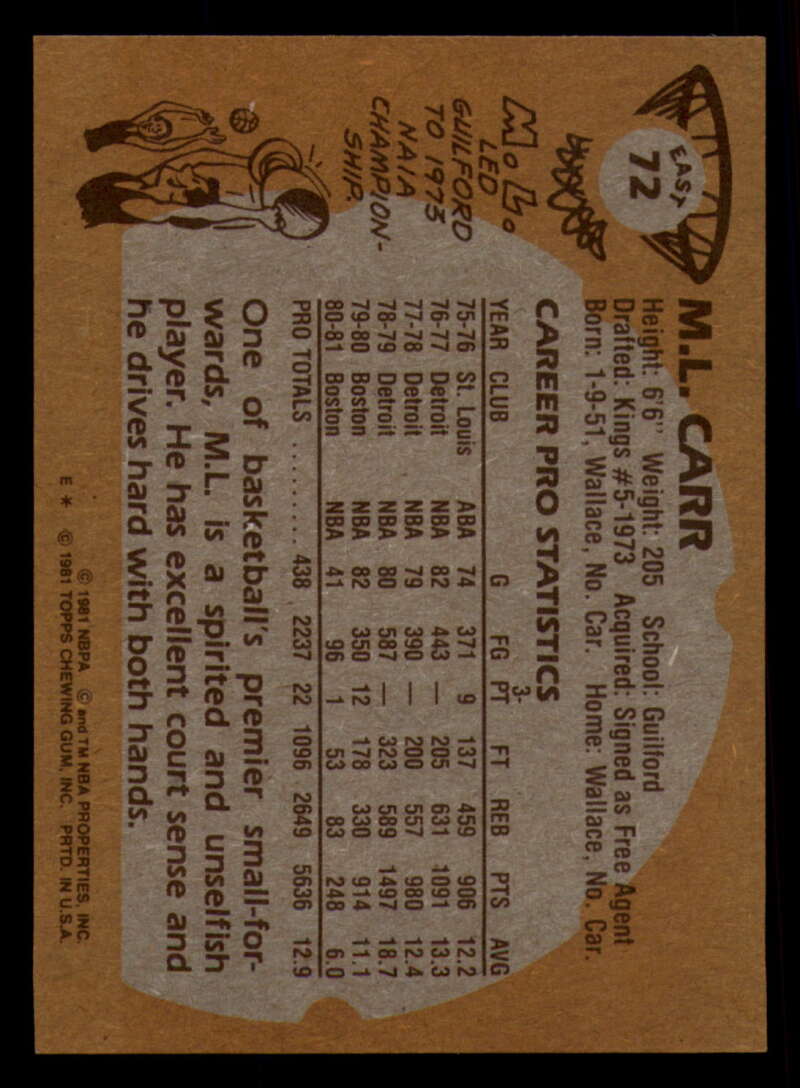 EAST
72
M.L. CARR
Height: 6'6" Weight: 205 School: Guilford
Drafted: Kings #5-1973 Acquired: Signed as Free Agent
Born: 1-9-51, Wallace, No. Car. Home: Wallace, No. Car.
M.L.
LED
GUILFORD
TO 1973
NAIA
CHAMPION-
SHIP.
CAREER PRO STATISTICS
YEAR CLUB G FG 3-PT FT REB PTS AVG
75-76 St. Louis ABA 74 371 9 137 459 906 12.2
76-77 Detroit NBA 82 443 — 205 631 1091 13.3
77-78 Detroit NBA 79 390 — 200 557 980 12.4
78-79 Detroit NBA 80 587 — 323 589 1497 18.7
79-80 Boston NBA 82 350 12 178 330 914 11.1
80-81 Boston NBA 41 96 1 53 83 248 6.0
PRO TOTALS .......... 438 2237 22 1096 2649 5636 12.9
One of basketball's premier small-for-
wards, M.L. is a spirited and unselfish
player. He has excellent court sense and
he drives hard with both hands.
© 1981 NBPA © and TM NBA PROPERTIES, INC.
E * © 1981 TOPPS CHEWING GUM, INC. PRTD. IN U.S.A.